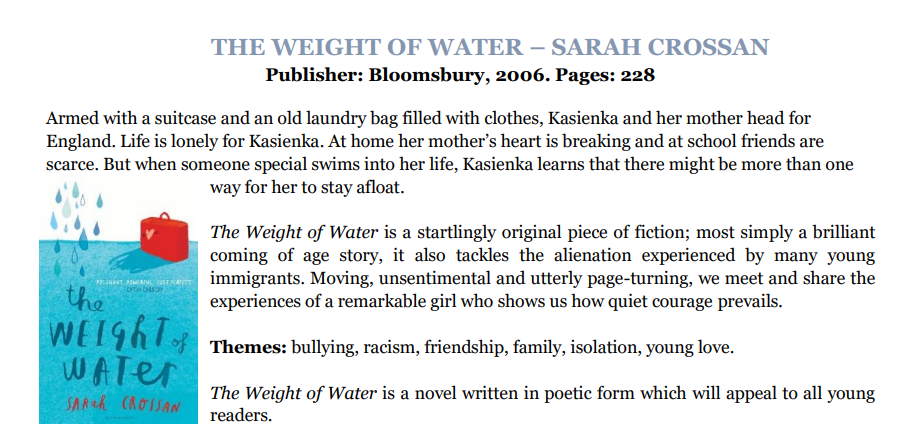 THE WEIGHT OF WATER – SARAH CROSSAN
Publisher: Bloomsbury, 2006. Pages: 228
Armed with a suitcase and an old laundry bag filled with clothes, Kasienka and her mother head for
England. Life is lonely for Kasienka. At home her mother's heart is breaking and at school friends are
scarce. But when someone special swims into her life, Kasienka learns that there might be more than one
way for her to stay afloat.
The Weight of Water is a startlingly original piece of fiction; most simply a brilliant
coming of age story, it also tackles the alienation experienced by many young
immigrants. Moving, unsentimental and utterly page-turning, we meet and share the
experiences of a remarkable girl who shows us how quiet courage prevails.
Themes: bullying, racism, friendship, family, isolation, young love.
The Weight of Water is a novel written in poetic form which will appeal to all young
readers.
the
WEIGHT of
WATER
SARAH CROSSAN